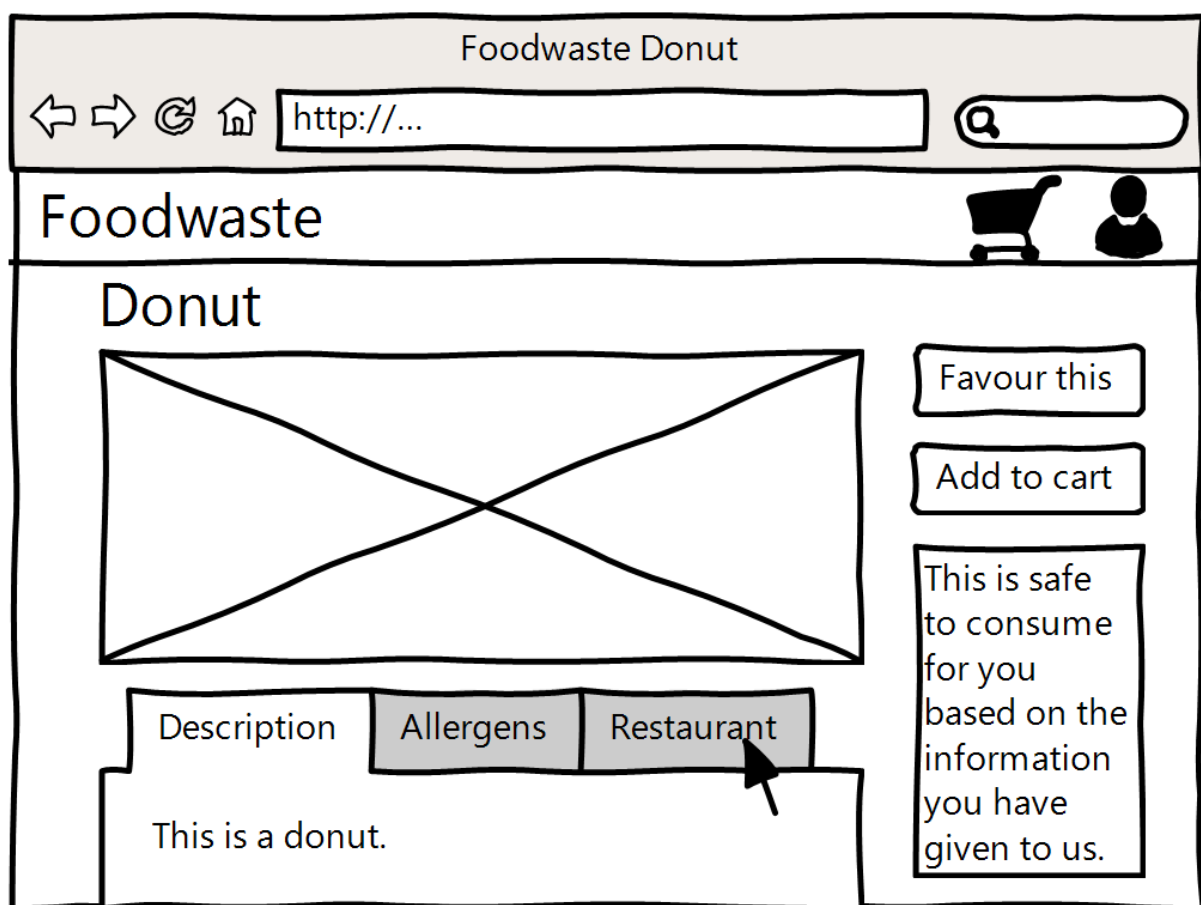 Foodwaste Donut
http://...
Foodwaste
Donut
Favour this
Add to cart
This is safe
to consume
for you
based on the
information
you have
given to us.
Description
Allergens
Restaurant
This is a donut.